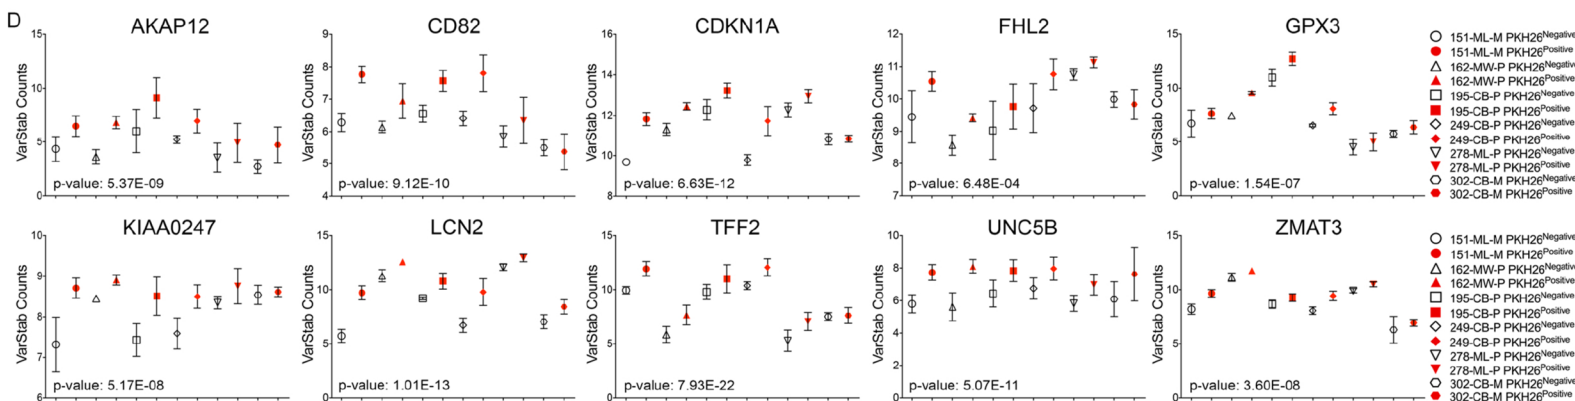 D
AKAP12
VarStab Counts
15
10
5
0
p-value: 5.37E-09
CD82
VarStab Counts
9
8
7
6
5
4
p-value: 9.12E-10
CDKN1A
VarStab Counts
16
14
12
10
8
p-value: 6.63E-12
FHL2
VarStab Counts
12
11
10
9
8
7
p-value: 6.48E-04
GPX3
VarStab Counts
15
10
5
0
p-value: 1.54E-07
151-ML-M PKH26Negative
151-ML-M PKH26Positive
162-MW-P PKH26Negative
162-MW-P PKH26Positive
195-CB-P PKH26Negative
195-CB-P PKH26Positive
249-CB-P PKH26Negative
249-CB-P PKH26Positive
278-ML-P PKH26Negative
278-ML-P PKH26Positive
302-CB-M PKH26Negative
302-CB-M PKH26Positive
KIAA0247
VarStab Counts
10
9
8
7
6
p-value: 5.17E-08
LCN2
VarStab Counts
15
10
5
0
p-value: 1.01E-13
TFF2
VarStab Counts
15
10
5
0
p-value: 7.93E-22
UNC5B
VarStab Counts
10
8
6
4
2
0
p-value: 5.07E-11
ZMAT3
VarStab Counts
15
10
5
0
p-value: 3.60E-08
151-ML-M PKH26Negative
151-ML-M PKH26Positive
162-MW-P PKH26Negative
162-MW-P PKH26Positive
195-CB-P PKH26Negative
195-CB-P PKH26Positive
249-CB-P PKH26Negative
249-CB-P PKH26Positive
278-ML-P PKH26Negative
278-ML-P PKH26Positive
302-CB-M PKH26Negative
302-CB-M PKH26Positive